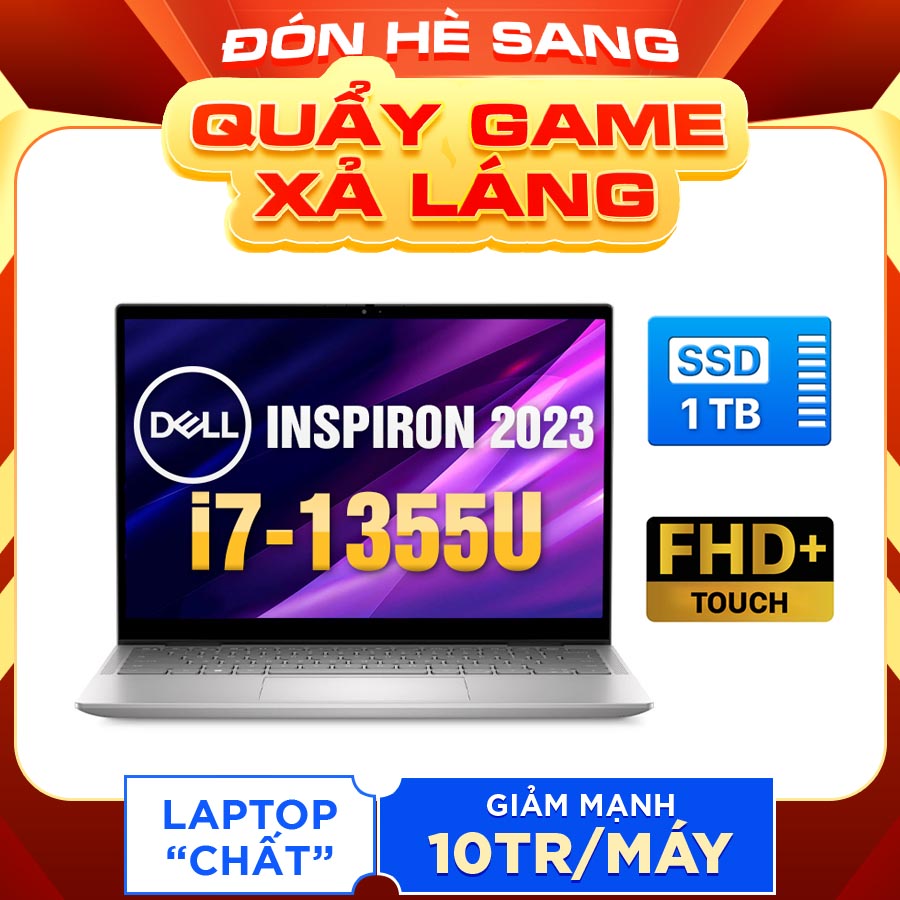 ĐÓN HÈ SANG
QUẨY GAME
XẢ LÁNG
DELL
INSPIRON 2023
i7-1355U
SSD
1 TB
FHD+
TOUCH
LAPTOP
“CHẤT”
GIẢM MẠNH
10TR/MÁY